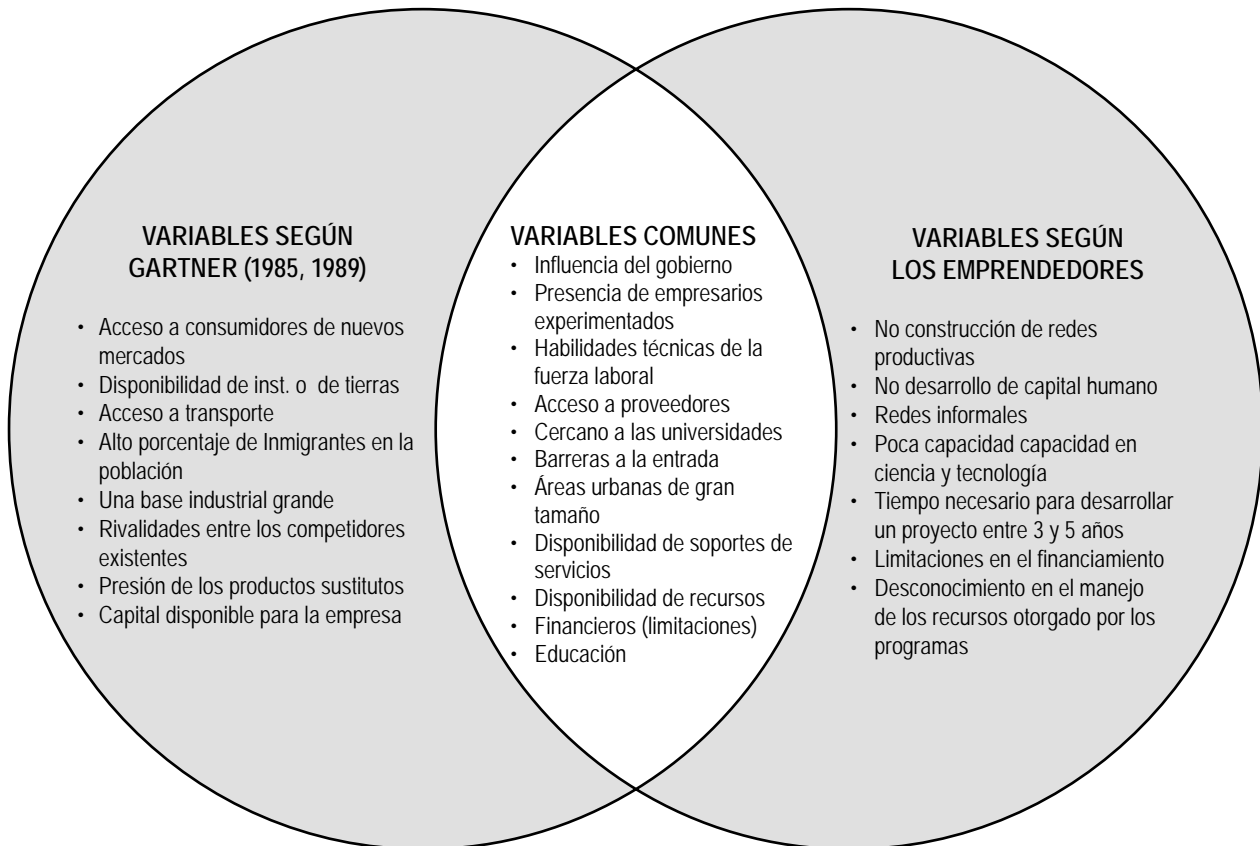 VARIABLES SEGÚN
GARTNER (1985, 1989)
• Acceso a consumidores de nuevos
mercados
• Disponibilidad de inst. o de tierras
• Acceso a transporte
• Alto porcentaje de Inmigrantes en la
población
• Una base industrial grande
• Rivalidades entre los competidores
existentes
• Presión de los productos sustitutos
• Capital disponible para la empresa
VARIABLES COMUNES
• Influencia del gobierno
• Presencia de empresarios
experimentados
• Habilidades técnicas de la
fuerza laboral
• Acceso a proveedores
• Cercano a las universidades
• Barreras a la entrada
• Áreas urbanas de gran
tamaño
• Disponibilidad de soportes de
servicios
• Disponibilidad de recursos
• Financieros (limitaciones)
• Educación
VARIABLES SEGÚN
LOS EMPRENDEDORES
• No construcción de redes
productivas
• No desarrollo de capital humano
• Redes informales
• Poca capacidad capacidad en
ciencia y tecnología
• Tiempo necesario para desarrollar
un proyecto entre 3 y 5 años
• Limitaciones en el financiamiento
• Desconocimiento en el manejo
de los recursos otorgado por los
programas